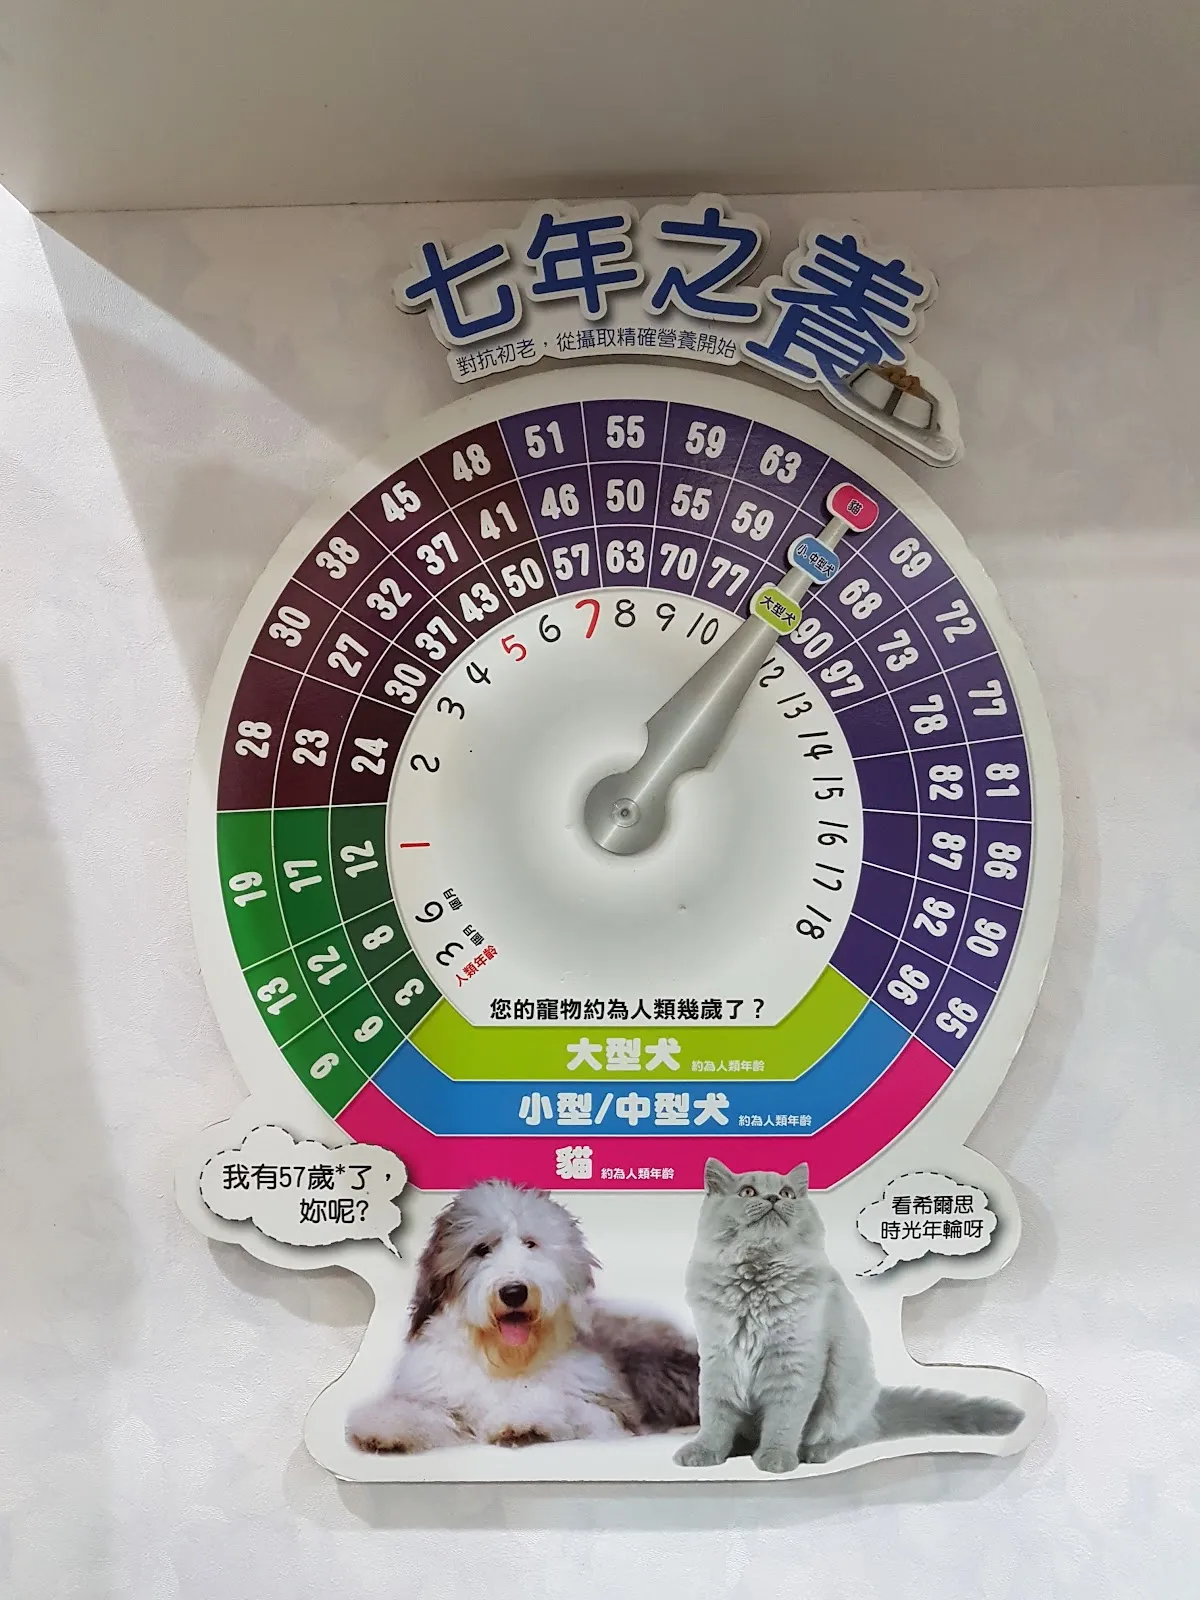 七年之養
對抗初老，從攝取精確營養開始
9 13 19 28 30 38 45 48 51 55 59 63 69 72 77 81 86 90 95
6 12 17 23 27 32 37 41 46 50 55 59 68 73 78 82 87 92 96
3 8 12 24 30 37 43 50 57 63 70 77 90 97
3個月 6個月 1 2 3 4 5 6 7 8 9 10 12 13 14 15 16 17 18
人類年齡
貓
小．中型犬
大型犬
您的寵物約為人類幾歲了？
大型犬 約為人類年齡
小型/中型犬 約為人類年齡
貓 約為人類年齡
我有57歲*了，
妳呢?
看希爾思
時光年輪呀